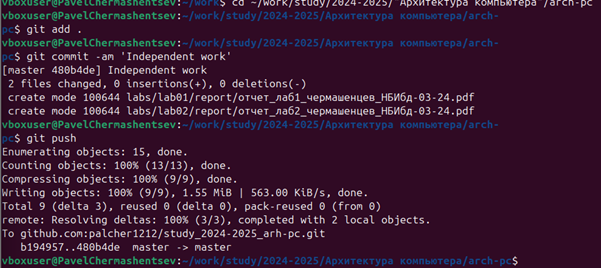 vboxuser@PavelChermashentsev:~/work$ cd ~/work/study/2024-2025/"Архитектура компьютера"/arch-pc
vboxuser@PavelChermashentsev:~/work/study/2024-2025/Архитектура компьютера/arch-
pc$ git add .
vboxuser@PavelChermashentsev:~/work/study/2024-2025/Архитектура компьютера/arch-
pc$ git commit -am 'Independent work'
[master 480b4de] Independent work
 2 files changed, 0 insertions(+), 0 deletions(-)
 create mode 100644 labs/lab01/report/отчет_лаб1_чермашенцев_НБИбд-03-24.pdf
 create mode 100644 labs/lab02/report/отчет_лаб2_чермашенцев_НБИбд-03-24.pdf
vboxuser@PavelChermashentsev:~/work/study/2024-2025/Архитектура компьютера/arch-
pc$ git push
Enumerating objects: 15, done.
Counting objects: 100% (13/13), done.
Compressing objects: 100% (9/9), done.
Writing objects: 100% (9/9), 1.55 MiB | 563.00 KiB/s, done.
Total 9 (delta 3), reused 0 (delta 0), pack-reused 0 (from 0)
remote: Resolving deltas: 100% (3/3), completed with 2 local objects.
To github.com:palcher1212/study_2024-2025_arh-pc.git
   b194957..480b4de  master -> master
vboxuser@PavelChermashentsev:~/work/study/2024-2025/Архитектура компьютера/arch-pc$